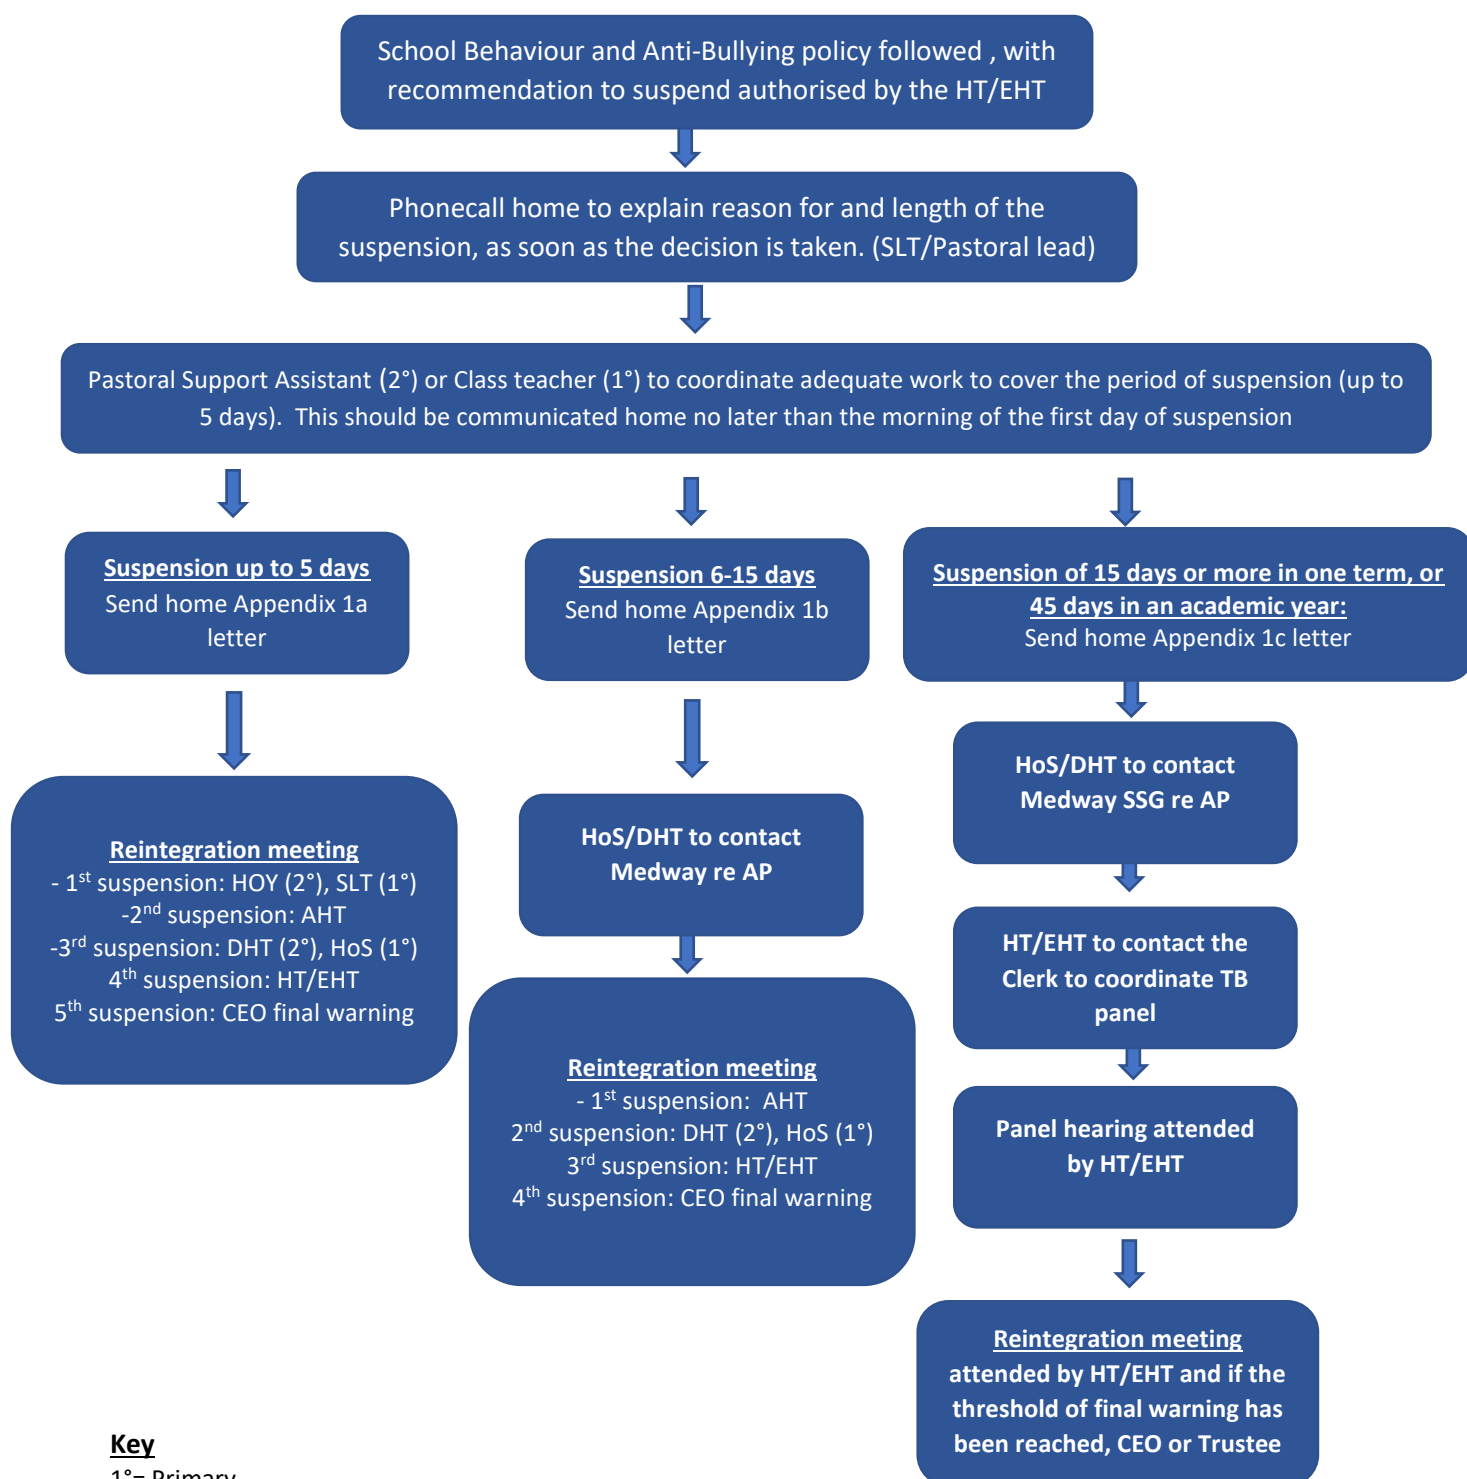 School Behaviour and Anti-Bullying policy followed , with
recommendation to suspend authorised by the HT/EHT
Phonecall home to explain reason for and length of the
suspension, as soon as the decision is taken. (SLT/Pastoral lead)
Pastoral Support Assistant (2°) or Class teacher (1°) to coordinate adequate work to cover the period of suspension (up to
5 days).  This should be communicated home no later than the morning of the first day of suspension
Suspension up to 5 days
Send home Appendix 1a
letter
Suspension 6-15 days
Send home Appendix 1b
letter
Suspension of 15 days or more in one term, or
45 days in an academic year:
Send home Appendix 1c letter
Reintegration meeting
- 1st suspension: HOY (2°), SLT (1°)
-2nd suspension: AHT
-3rd suspension: DHT (2°), HoS (1°)
4th suspension: HT/EHT
5th suspension: CEO final warning
HoS/DHT to contact
Medway re AP
Reintegration meeting
- 1st suspension:  AHT
2nd suspension: DHT (2°), HoS (1°)
3rd suspension: HT/EHT
4th suspension: CEO final warning
HoS/DHT to contact
Medway SSG re AP
HT/EHT to contact the
Clerk to coordinate TB
panel
Panel hearing attended
by HT/EHT
Reintegration meeting
attended by HT/EHT and if the
threshold of final warning has
been reached, CEO or Trustee
Key
1°= Primary